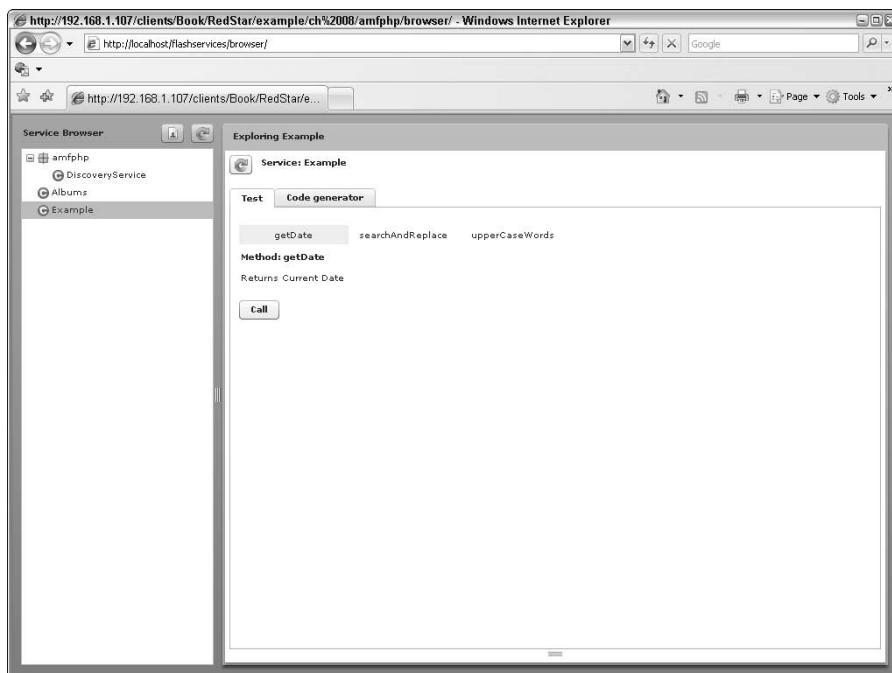 http://192.168.1.107/clients/Book/RedStar/example/ch%2008/amfphp/browser/ - Windows Internet Explorer
http://localhost/flashservices/browser/
Google
http://192.168.1.107/clients/Book/RedStar/e...
Page
Tools
Service Browser
amfphp
DiscoveryService
Albums
Example
Exploring Example
Service: Example
Test
Code generator
getDate
searchAndReplace
upperCaseWords
Method: getDate
Returns Current Date
Call